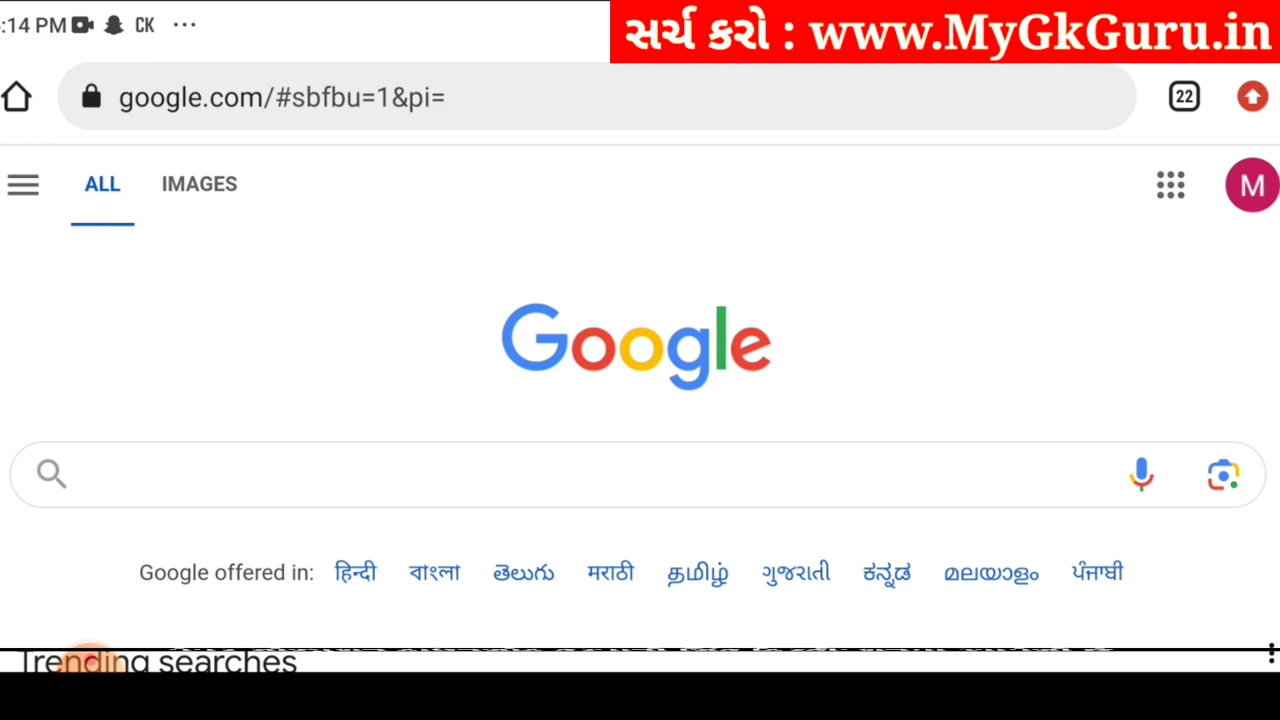 :14 PM CK ...
સર્ચ કરો : www.MyGkGuru.in
google.com/#sbfbu=1&pi=
22
ALL IMAGES
M
Google
Google offered in: हिन्दी বাংলা తెలుగు मराठी தமிழ் ગુજરાતી ಕನ್ನಡ മലയാളം ਪੰਜਾਬੀ
Trending searches